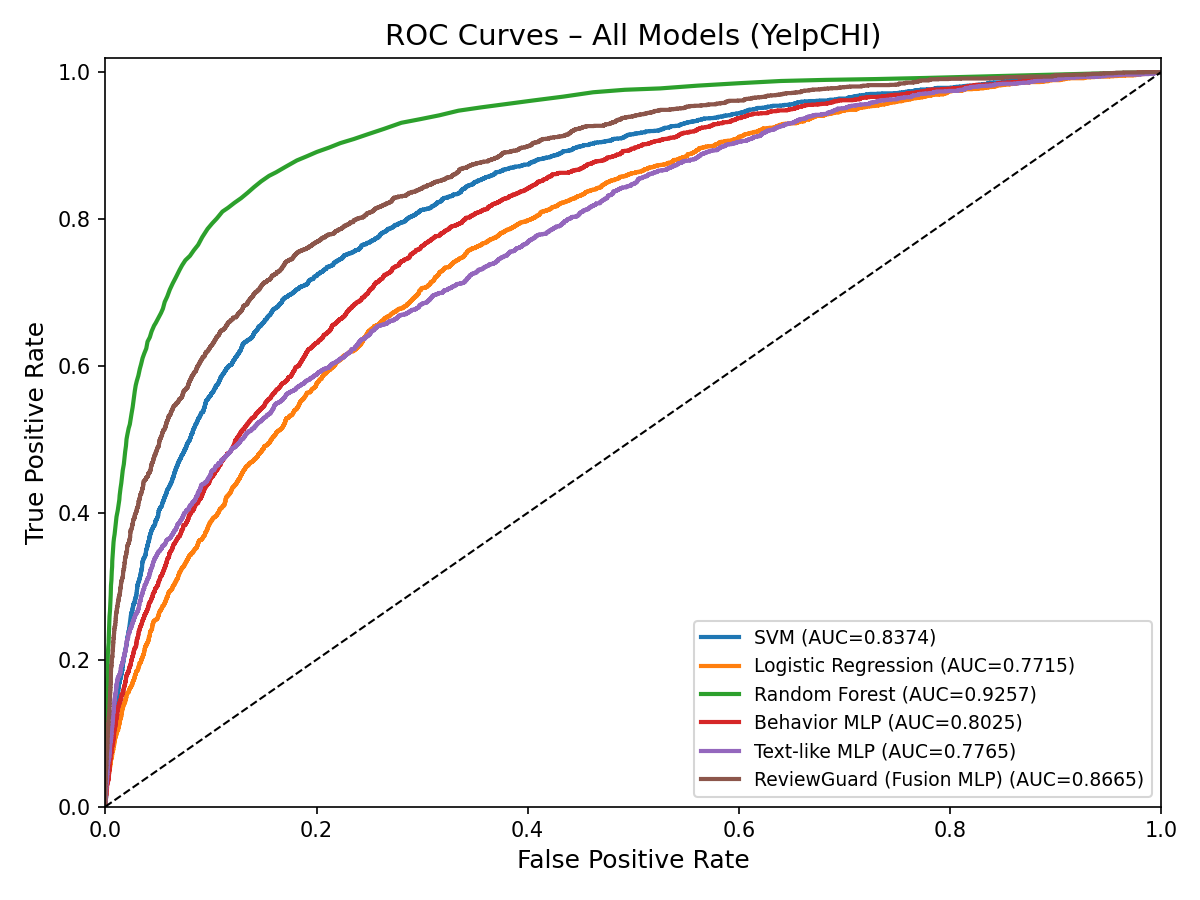 ROC Curves – All Models (YelpCHI)
True Positive Rate
1.0
0.8
0.6
0.4
0.2
0.0
0.0 0.2 0.4 0.6 0.8 1.0
False Positive Rate
SVM (AUC=0.8374)
Logistic Regression (AUC=0.7715)
Random Forest (AUC=0.9257)
Behavior MLP (AUC=0.8025)
Text-like MLP (AUC=0.7765)
ReviewGuard (Fusion MLP) (AUC=0.8665)